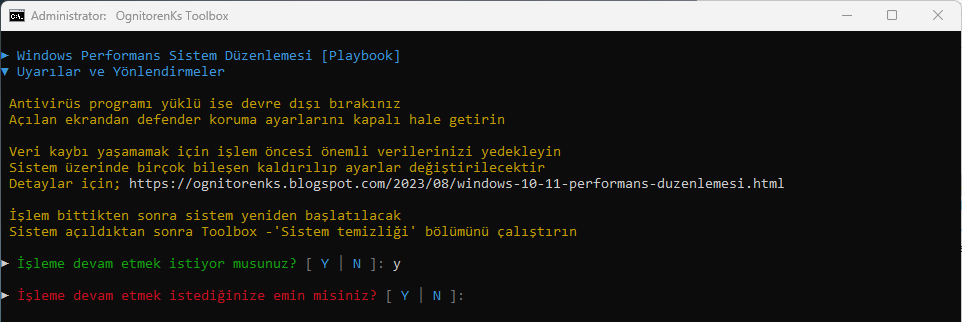 Administrator: OgnitorenKs Toolbox
► Windows Performans Sistem Düzenlemesi [Playbook]
▼ Uyarılar ve Yönlendirmeler
Antivirüs programı yüklü ise devre dışı bırakınız
Açılan ekrandan defender koruma ayarlarını kapalı hale getirin
Veri kaybı yaşamamak için işlem öncesi önemli verilerinizi yedekleyin
Sistem üzerinde birçok bileşen kaldırılıp ayarlar değiştirilecektir
Detaylar için; https://ognitorenks.blogspot.com/2023/08/windows-10-11-performans-duzenlemesi.html
İşlem bittikten sonra sistem yeniden başlatılacak
Sistem açıldıktan sonra Toolbox -'Sistem temizliği' bölümünü çalıştırın
► İşleme devam etmek istiyor musunuz? [ Y │ N ]: y
► İşleme devam etmek istediğinize emin misiniz? [ Y │ N ]: